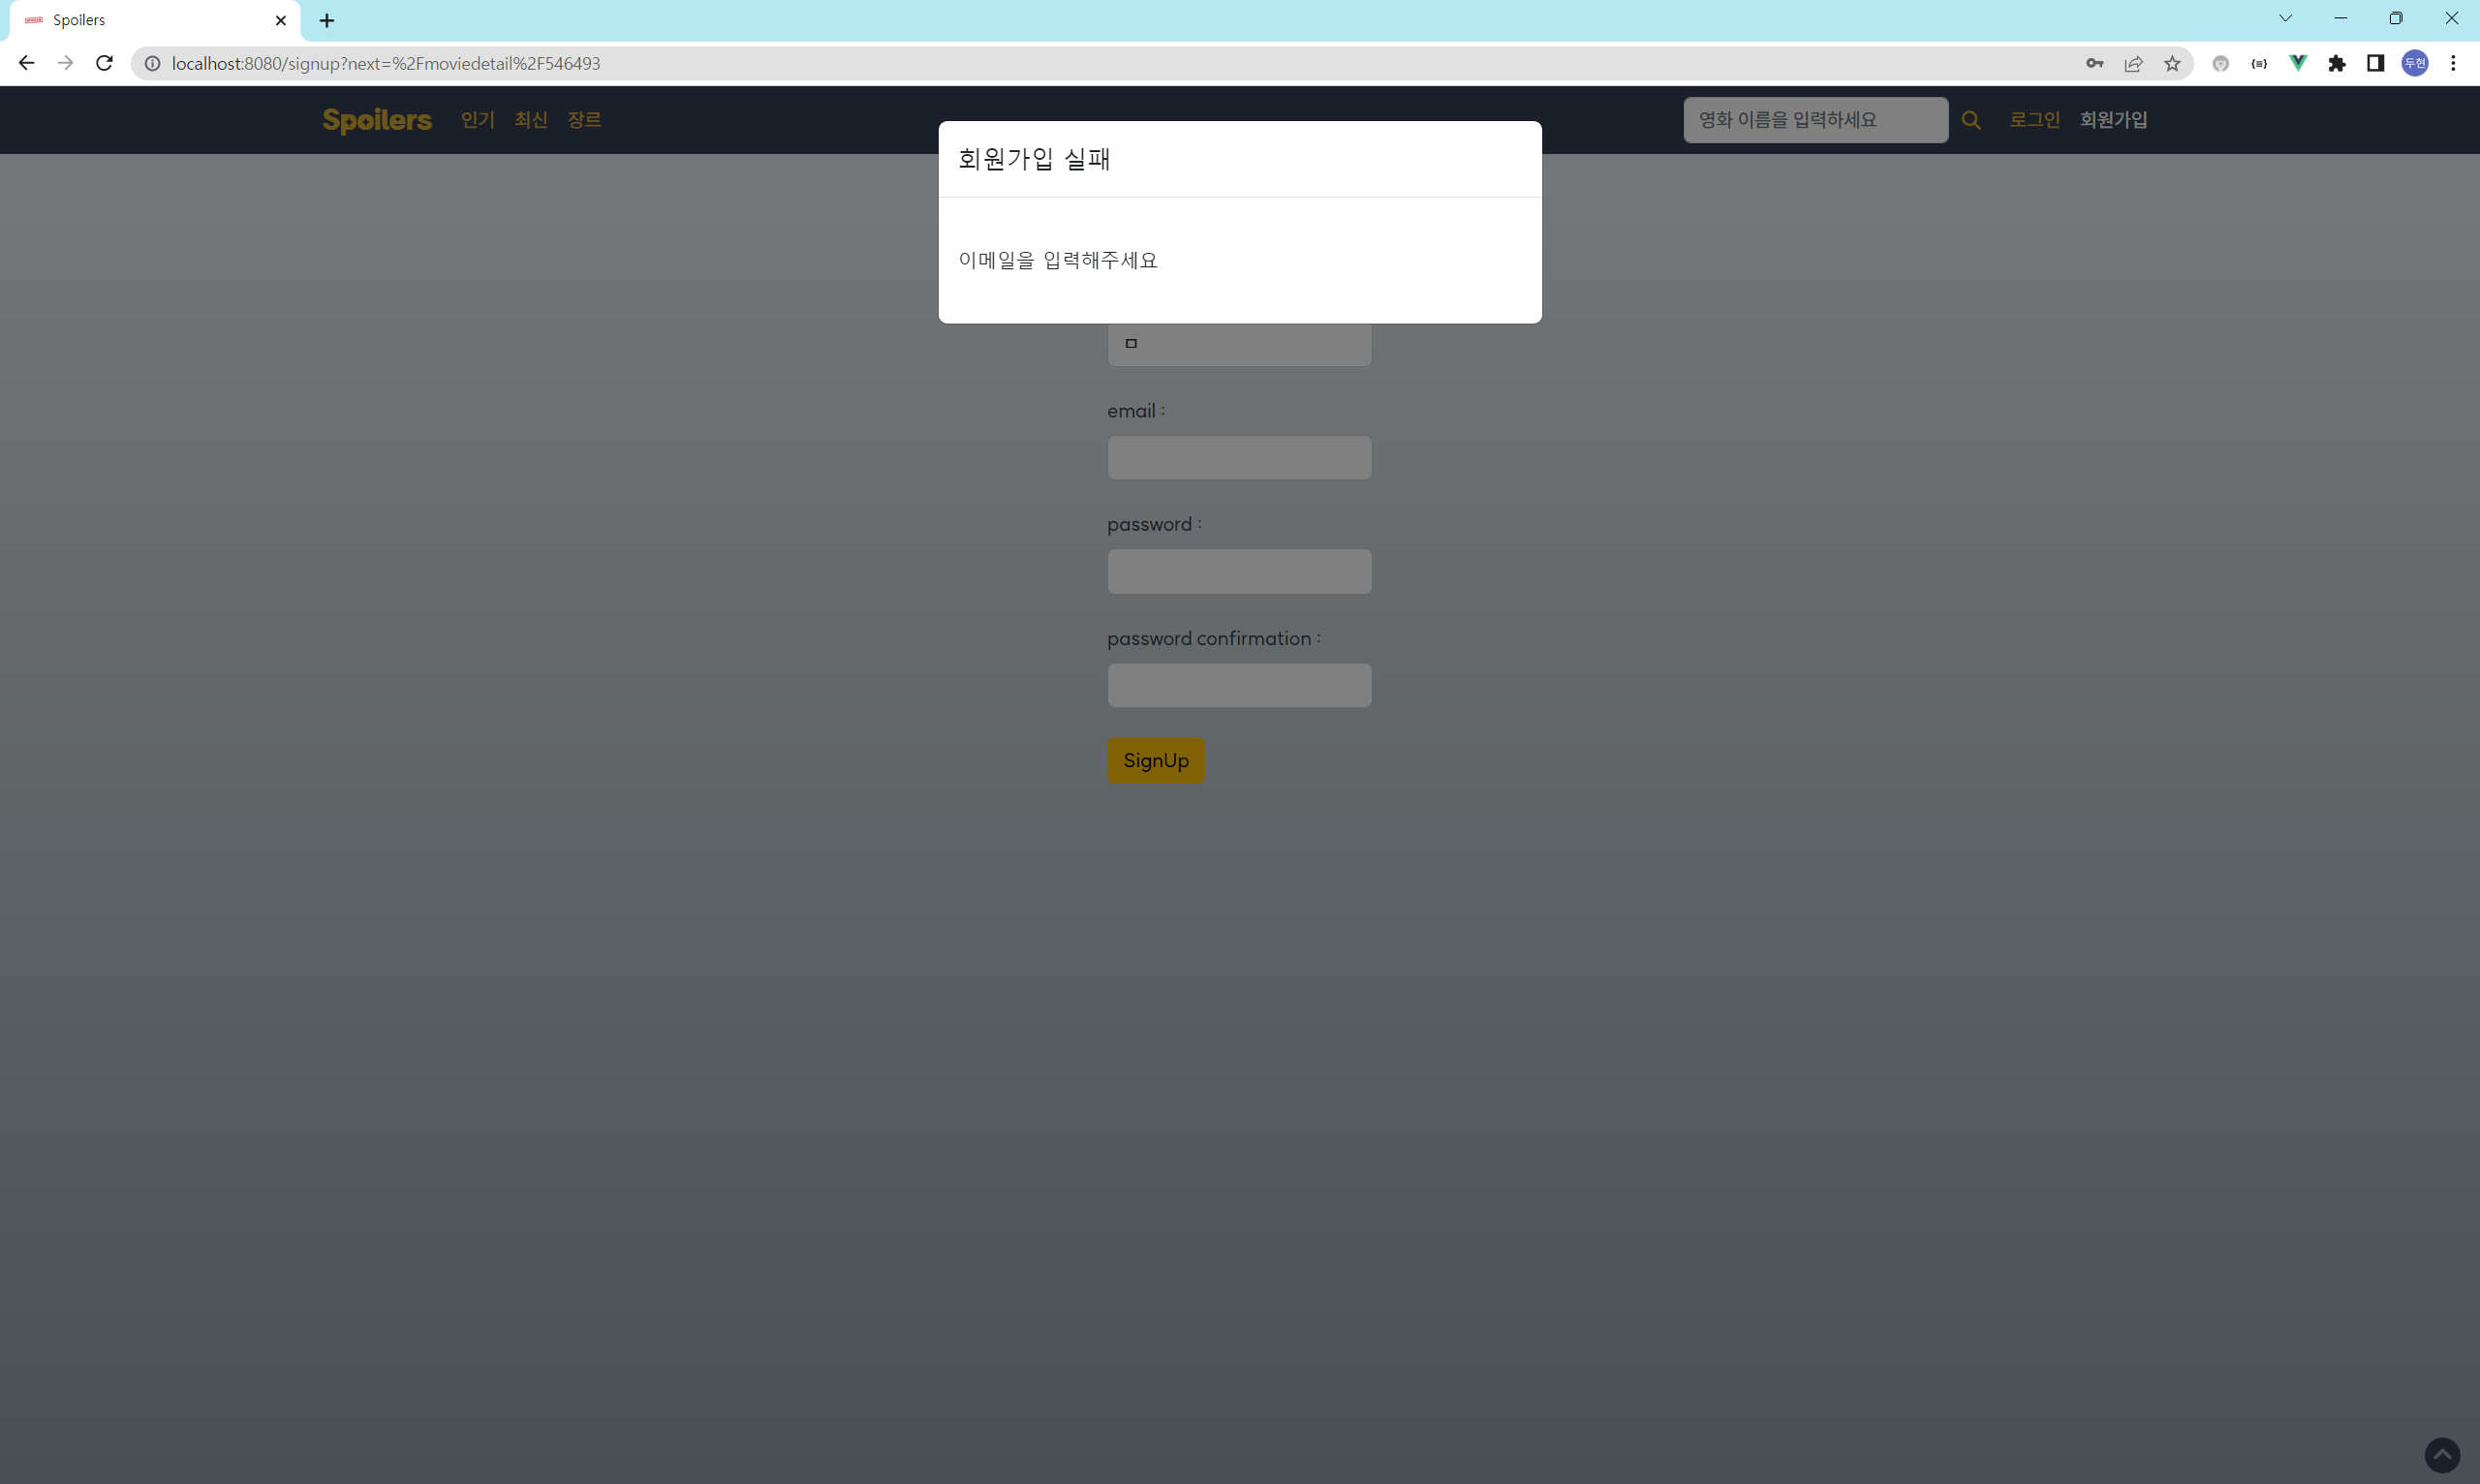 Spoilers
localhost:8080/signup?next=%2Fmoviedetail%2F546493
두현
Spoilers 인기 최신 장르 영화 이름을 입력하세요 로그인 회원가입
회원가입 실패
이메일을 입력해주세요
ㅁ
email :
password :
password confirmation :
SignUp